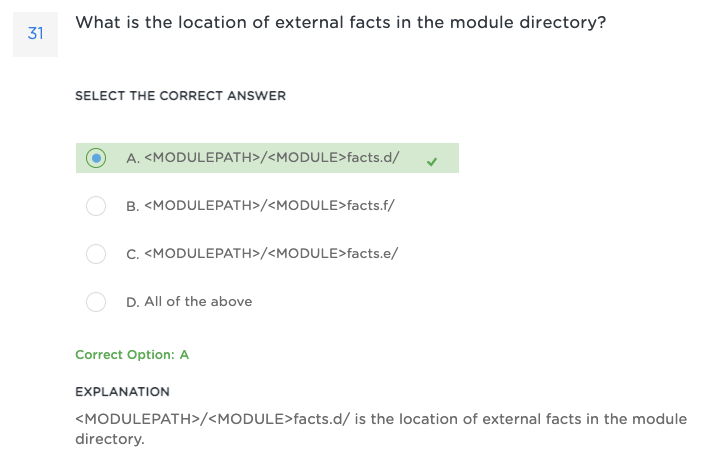 31
What is the location of external facts in the module directory?
SELECT THE CORRECT ANSWER
A. <MODULEPATH>/<MODULE>facts.d/
B. <MODULEPATH>/<MODULE>facts.f/
C. <MODULEPATH>/<MODULE>facts.e/
D. All of the above
Correct Option: A
EXPLANATION
<MODULEPATH>/<MODULE>facts.d/ is the location of external facts in the module
directory.